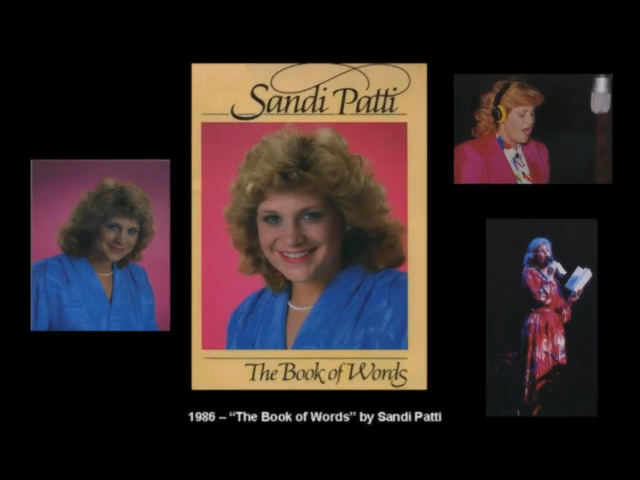 Sandi Patti
The Book of Words
1986 – “The Book of Words” by Sandi Patti